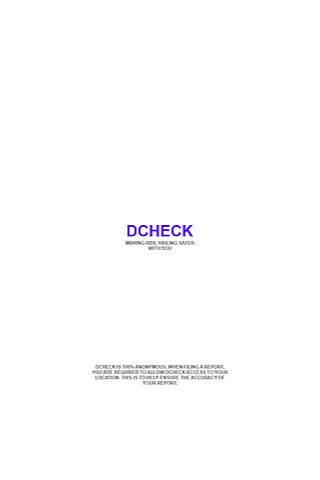 DCHECK
MAKING RIDE-HAILING SAFER
WITH YOU
DCHECK IS 100% ANONYMOUS. WHEN FILING A REPORT,
YOU ARE REQUIRED TO ALLOW DCHECK ACCESS TO YOUR
LOCATION. THIS IS TO HELP ENSURE THE ACCURACY OF
YOUR REPORT.